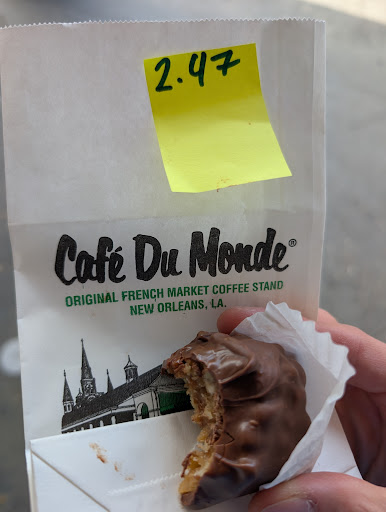 2.47
Café Du Monde®
ORIGINAL FRENCH MARKET COFFEE STAND
NEW ORLEANS, LA.